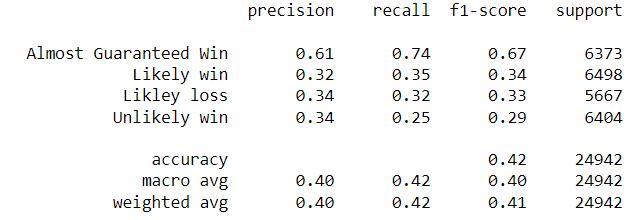 precision recall f1-score support
Almost Guaranteed Win 0.61 0.74 0.67 6373
Likely win 0.32 0.35 0.34 6498
Likley loss 0.34 0.32 0.33 5667
Unlikely win 0.34 0.25 0.29 6404
accuracy 0.42 24942
macro avg 0.40 0.42 0.40 24942
weighted avg 0.40 0.42 0.41 24942